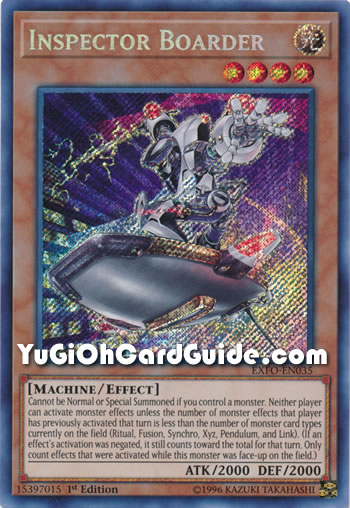 INSPECTOR BOARDER
YuGiOhCardGuide.com
EXFO-EN035
[MACHINE/EFFECT]
Cannot be Normal or Special Summoned if you control a monster. Neither player
can activate monster effects unless the number of monster effects that player
has previously activated that turn is less than the number of monster card types
currently on the field (Ritual, Fusion, Synchro, Xyz, Pendulum, and Link). (If an
effect's activation was negated, it still counts toward the total for that turn. Only
count effects that were activated while this monster was face-up on the field.)
ATK/2000 DEF/2000
15397015 1st Edition ©1996 KAZUKI TAKAHASHI